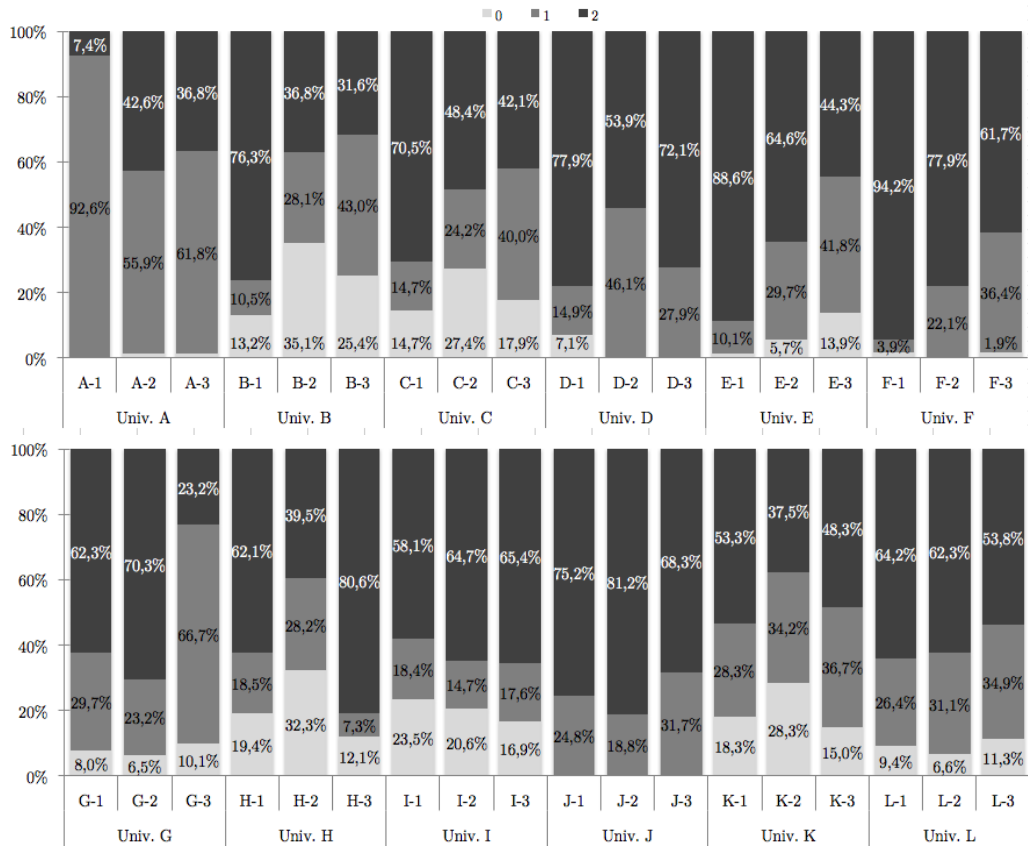 0 1 2
100% 7,4% 42,6% 36,8% 76,3% 36,8% 31,6% 70,5% 48,4% 42,1% 77,9% 53,9% 72,1% 88,6% 64,6% 44,3% 94,2% 77,9% 61,7%
80%
60% 92,6% 55,9% 61,8% 10,5% 28,1% 43,0% 14,7% 24,2% 40,0% 14,9% 46,1% 27,9% 10,1% 29,7% 41,8% 3,9% 22,1% 36,4%
40%
20% 13,2% 35,1% 25,4% 14,7% 27,4% 17,9% 7,1% 5,7% 13,9% 1,9%
0%
A-1 A-2 A-3 B-1 B-2 B-3 C-1 C-2 C-3 D-1 D-2 D-3 E-1 E-2 E-3 F-1 F-2 F-3
Univ. A Univ. B Univ. C Univ. D Univ. E Univ. F
100% 62,3% 70,3% 23,2% 62,1% 39,5% 80,6% 58,1% 64,7% 65,4% 75,2% 81,2% 68,3% 53,3% 37,5% 48,3% 64,2% 62,3% 53,8%
80%
60% 29,7% 23,2% 66,7% 18,5% 28,2% 7,3% 18,4% 14,7% 17,6% 24,8% 18,8% 31,7% 28,3% 34,2% 36,7% 26,4% 31,1% 34,9%
40%
20% 8,0% 6,5% 10,1% 19,4% 32,3% 12,1% 23,5% 20,6% 16,9% 18,3% 28,3% 15,0% 9,4% 6,6% 11,3%
0%
G-1 G-2 G-3 H-1 H-2 H-3 I-1 I-2 I-3 J-1 J-2 J-3 K-1 K-2 K-3 L-1 L-2 L-3
Univ. G Univ. H Univ. I Univ. J Univ. K Univ. L